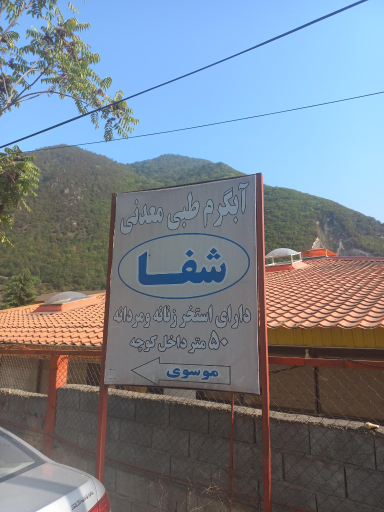 آبگرم طبی معدنی
شفا
دارای استخر زنانه و مردانه
۵۰ متر داخل کوچه
موسوی